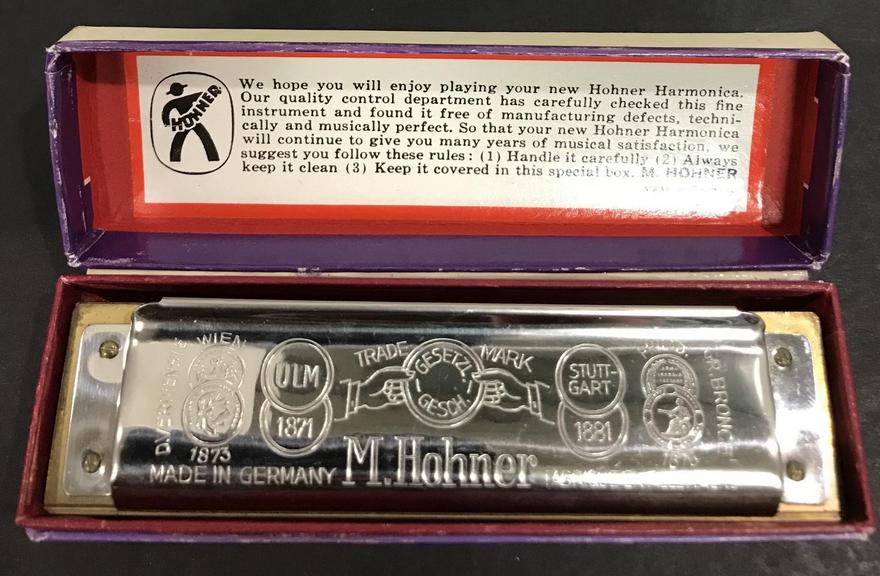 HOHNER
We hope you will enjoy playing your new Hohner Harmonica.
Our quality control department has carefully checked this fine
instrument and found it free of manufacturing defects, techni-
cally and musically perfect. So that your new Hohner Harmonica
will continue to give you many years of musical satisfaction, we
suggest you follow these rules: (1) Handle it carefully (2) Always
keep it clean (3) Keep it covered in this special box. M. HOHNER
WIEN
1873
ULM
1871
TRADE MARK
GESETZL.
GESCH.
STUTT-
GART
1881
MADE IN GERMANY
M. Hohner